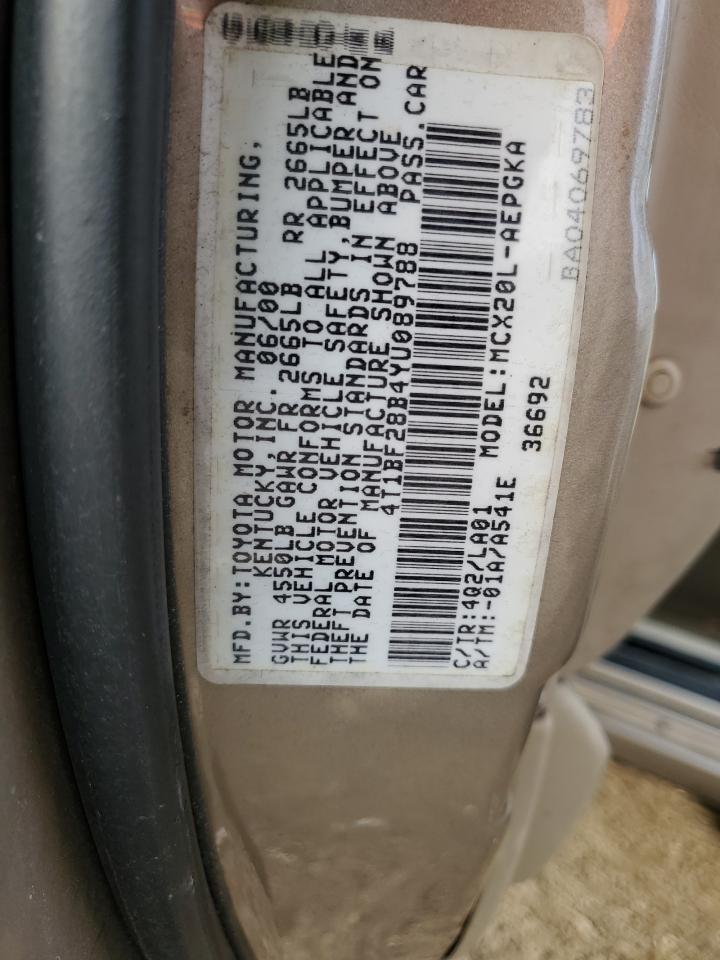 MFD.BY:TOYOTA MOTOR MANUFACTURING,
KENTUCKY,INC. 06/00
GVWR 4550LB GAWR FR 2665LB RR 2665LB
THIS VEHICLE CONFORMS TO ALL APPLICABLE
FEDERAL MOTOR VEHICLE SAFETY,BUMPER AND
THEFT PREVENTION STANDARDS IN EFFECT ON
THE DATE OF MANUFACTURE SHOWN ABOVE
4T1BF28B4YU089788 PASS.CAR
C/IR:4Q2/LA01 MODEL:MCX20L-AEPGKA
A/TM:-01A/A541E 36692
BA04069783